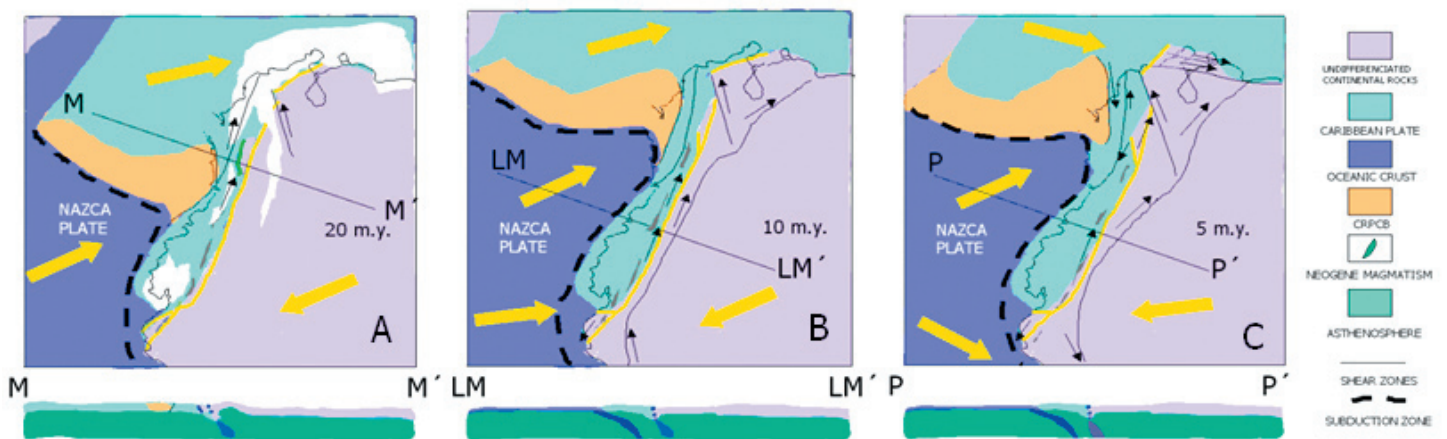 M
M´
20 m.y.
NAZCA
PLATE
A
LM
LM´
10 m.y.
NAZCA
PLATE
B
P
P´
5 m.y.
NAZCA
PLATE
C
M
M´
LM
LM´
P
P´
UNDIFFERENCIATED
CONTINENTAL ROCKS
CARIBBEAN PLATE
OCEANIC CRUST
CRPCB
NEOGENE MAGMATISM
ASTHENOSPHERE
SHEAR ZONES
SUBDUCTION ZONE